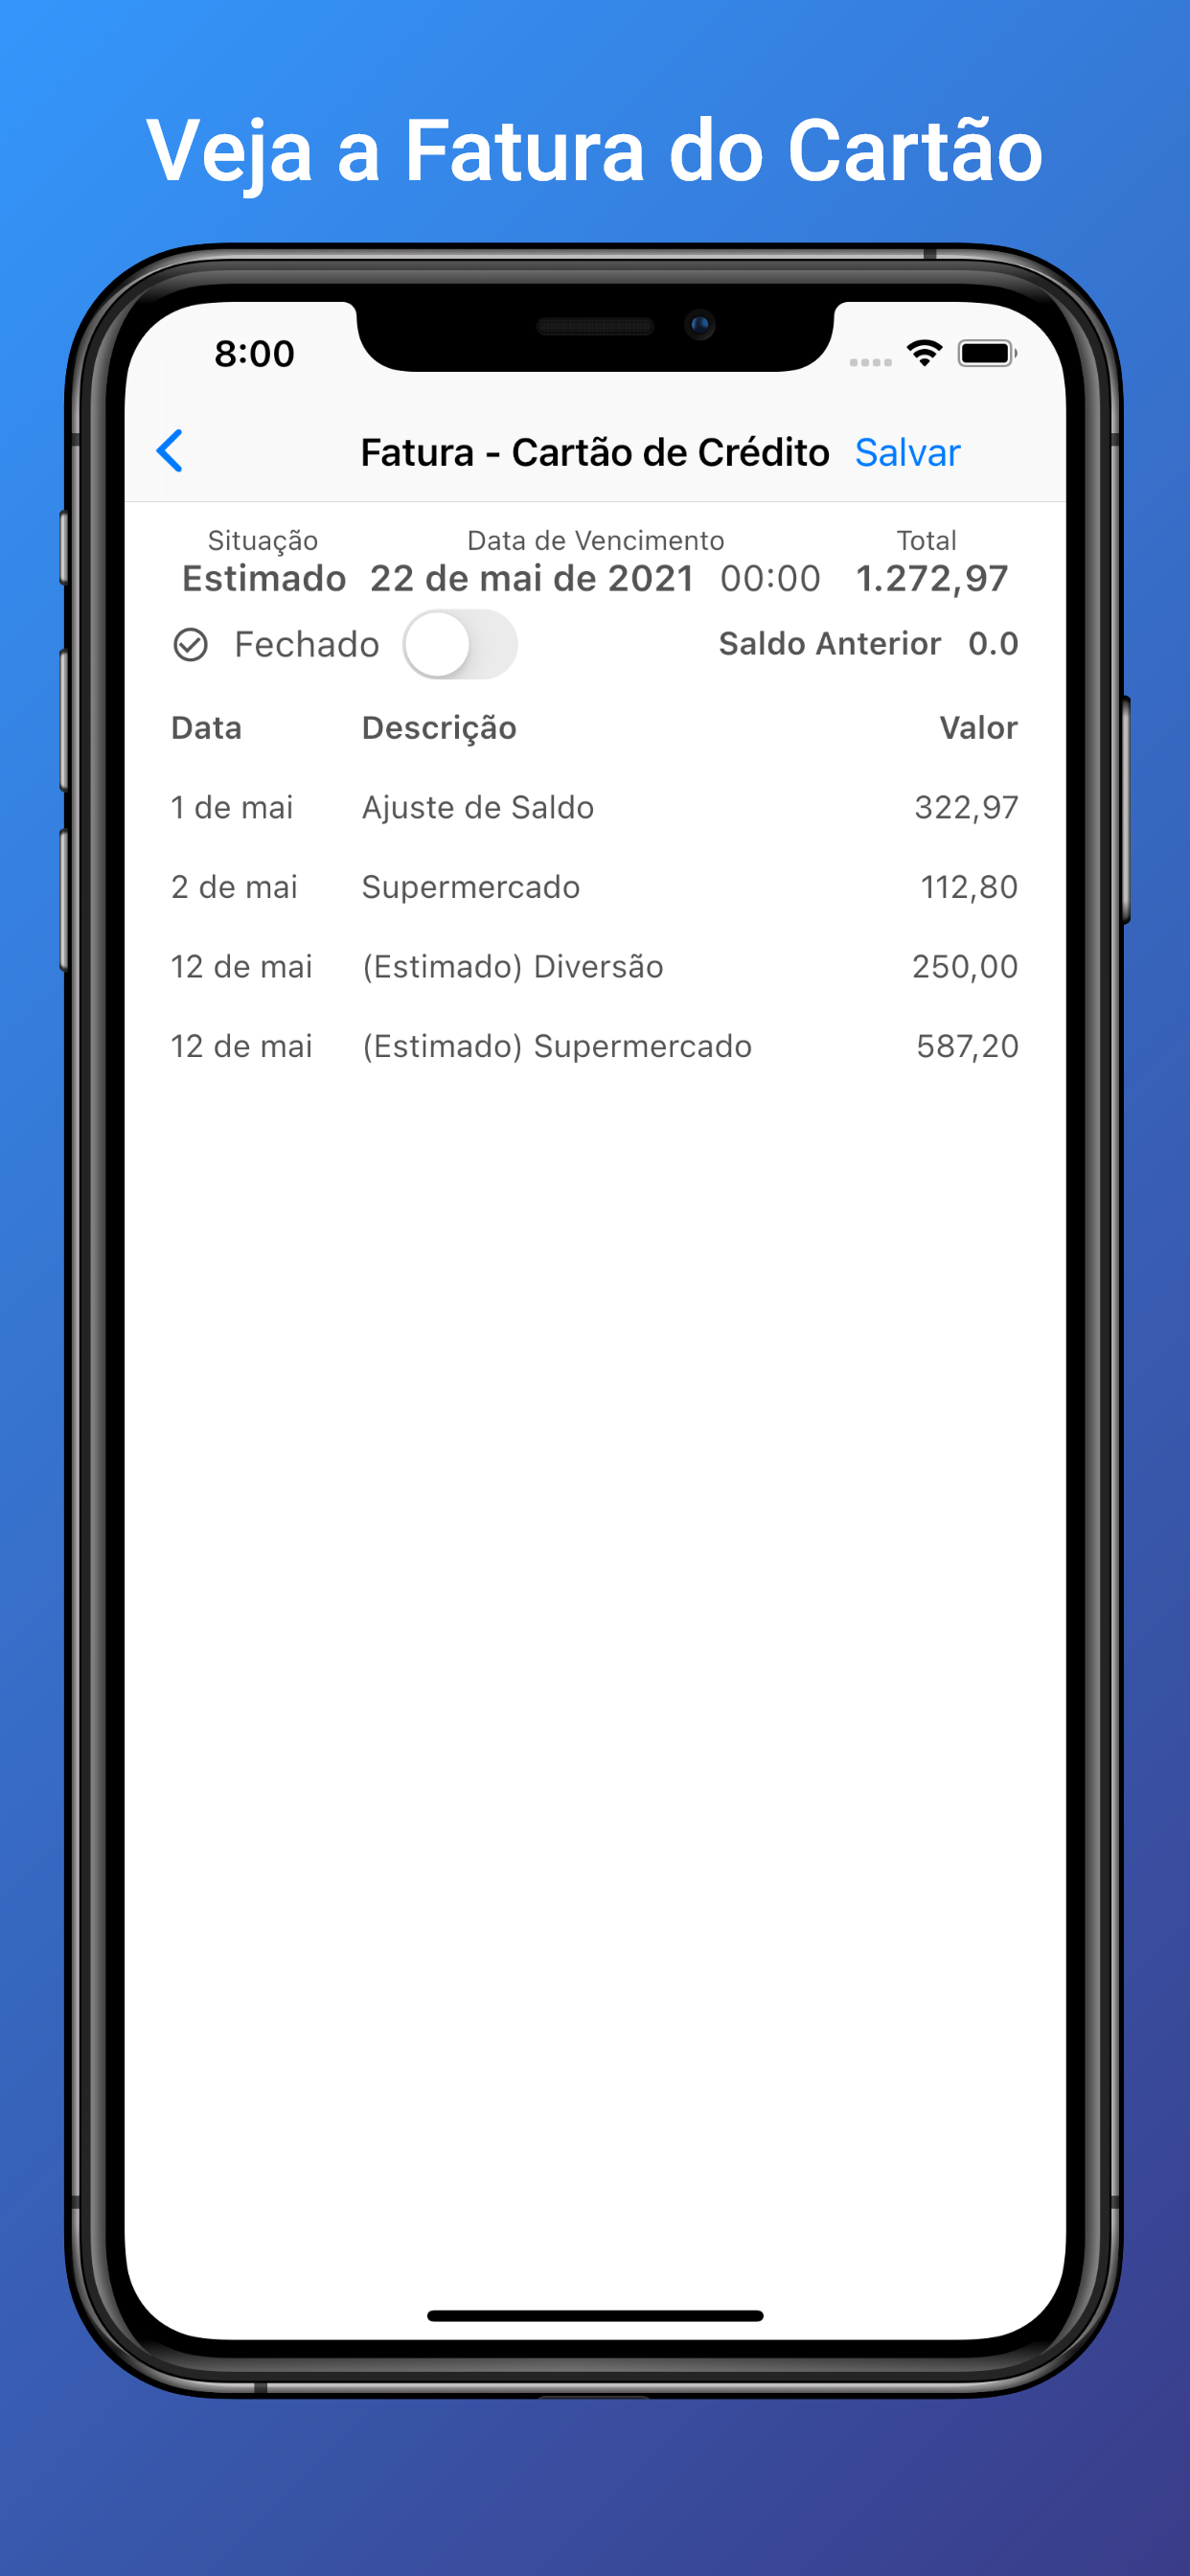 Veja a Fatura do Cartão
8:00
Fatura - Cartão de Crédito Salvar
Situação Data de Vencimento Total
Estimado 22 de mai de 2021 00:00 1.272,97
Fechado Saldo Anterior 0.0
Data Descrição Valor
1 de mai Ajuste de Saldo 322,97
2 de mai Supermercado 112,80
12 de mai (Estimado) Diversão 250,00
12 de mai (Estimado) Supermercado 587,20